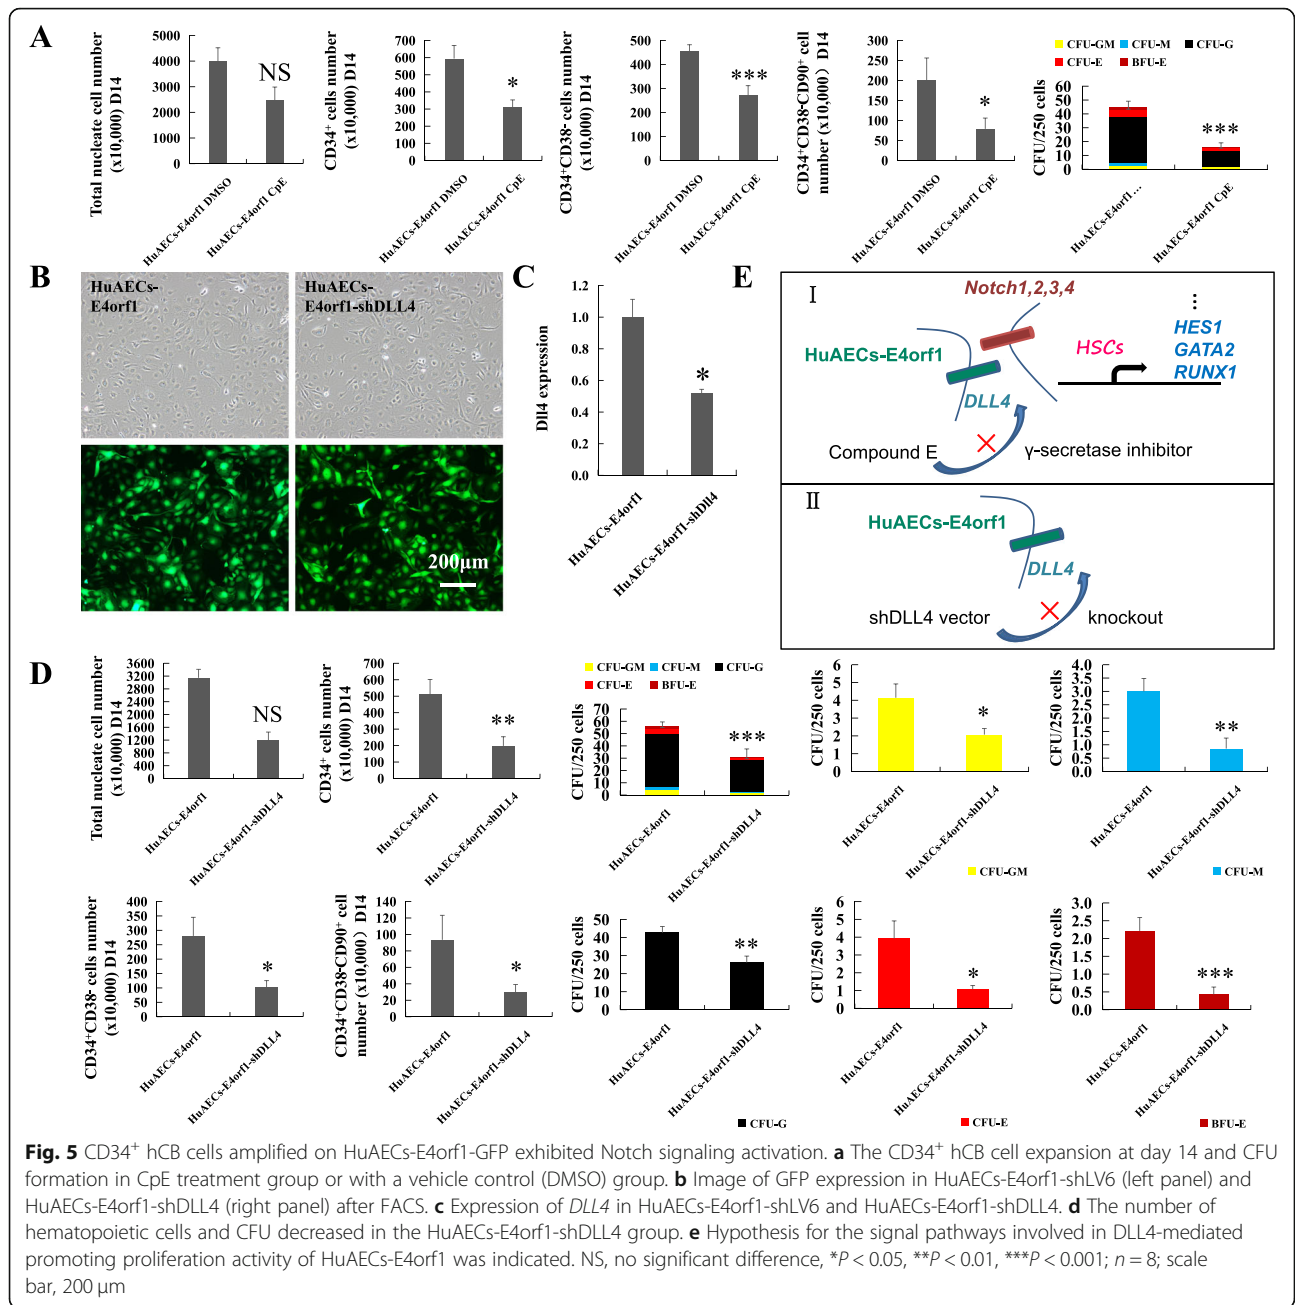 A
Total nucleate cell number
(x10,000) D14
5000
4000
3000
2000
1000
0
NS
HuAECs-E4orf1 DMSO
HuAECs-E4orf1 CpE
CD34+ cells number
(x10,000) D14
700
600
500
400
300
200
100
0
*
HuAECs-E4orf1 DMSO
HuAECs-E4orf1 CpE
CD34+CD38- cells number
(x10,000) D14
500
400
300
200
100
0
***
HuAECs-E4orf1 DMSO
HuAECs-E4orf1 CpE
CD34+CD38-CD90+ cell
number (x10,000) D14
300
250
200
150
100
50
0
*
HuAECs-E4orf1 DMSO
HuAECs-E4orf1 CpE
CFU-GM CFU-M CFU-G
CFU-E BFU-E
CFU/250 cells
60
50
40
30
20
10
0
***
HuAECs-E4orf1 ...
HuAECs-E4orf1 CpE
B
HuAECs-
E4orf1
HuAECs-
E4orf1-shDLL4
200μm
C
Dll4 expression
1.2
1.0
0.8
0.6
0.4
0.2
0.0
*
HuAECs-E4orf1
HuAECs-E4orf1-shDll4
E
I
Notch1,2,3,4
HuAECs-E4orf1
DLL4
HSCs
⋮
HES1
GATA2
RUNX1
Compound E
γ-secretase inhibitor
II
HuAECs-E4orf1
DLL4
shDLL4 vector
knockout
D
Total nucleate cell number
(x10,000) D14
3600
3200
2800
2400
2000
1600
1200
800
400
0
NS
HuAECs-E4orf1
HuAECs-E4orf1-shDLL4
CD34+ cells number
(x10,000) D14
700
600
500
400
300
200
100
0
**
HuAECs-E4orf1
HuAECs-E4orf1-shDLL4
CFU-GM CFU-M CFU-G
CFU-E BFU-E
CFU/250 cells
70
60
50
40
30
20
10
0
***
HuAECs-E4orf1
HuAECs-E4orf1-shDLL4
CFU/250 cells
6
5
4
3
2
1
0
*
HuAECs-E4orf1
HuAECs-E4orf1-shDLL4
CFU-GM
CFU/250 cells
4.0
3.5
3.0
2.5
2.0
1.5
1.0
0.5
0.0
**
HuAECs-E4orf1
HuAECs-E4orf1-shDLL4
CFU-M
CD34+CD38- cells number
(x10,000) D14
400
350
300
250
200
150
100
50
0
*
HuAECs-E4orf1
HuAECs-E4orf1-shDLL4
CD34+CD38-CD90+ cell
number (x10,000) D14
140
120
100
80
60
40
20
0
*
HuAECs-E4orf1
HuAECs-E4orf1-shDLL4
CFU/250 cells
50
40
30
20
10
0
**
HuAECs-E4orf1
HuAECs-E4orf1-shDLL4
CFU-G
CFU/250 cells
6
5
4
3
2
1
0
*
HuAECs-E4orf1
HuAECs-E4orf1-shDLL4
CFU-E
CFU/250 cells
3.0
2.5
2.0
1.5
1.0
0.5
0.0
***
HuAECs-E4orf1
HuAECs-E4orf1-shDLL4
BFU-E
Fig. 5 CD34+ hCB cells amplified on HuAECs-E4orf1-GFP exhibited Notch signaling activation. a The CD34+ hCB cell expansion at day 14 and CFU
formation in CpE treatment group or with a vehicle control (DMSO) group. b Image of GFP expression in HuAECs-E4orf1-shLV6 (left panel) and
HuAECs-E4orf1-shDLL4 (right panel) after FACS. c Expression of DLL4 in HuAECs-E4orf1-shLV6 and HuAECs-E4orf1-shDLL4. d The number of
hematopoietic cells and CFU decreased in the HuAECs-E4orf1-shDLL4 group. e Hypothesis for the signal pathways involved in DLL4-mediated
promoting proliferation activity of HuAECs-E4orf1 was indicated. NS, no significant difference, *P < 0.05, **P < 0.01, ***P < 0.001; n = 8; scale
bar, 200 μm